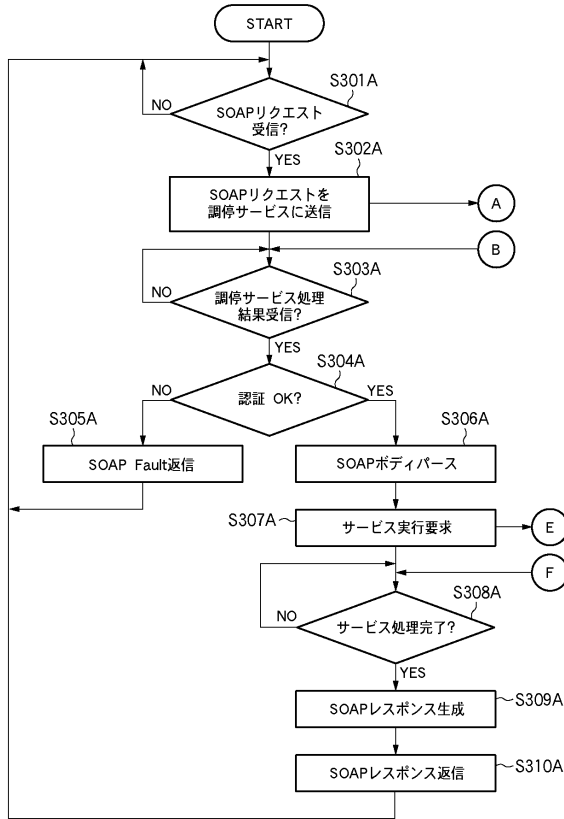 START
S301A
NO
SOAPリクエスト
受信?
YES
S302A
SOAPリクエストを
調停サービスに送信
A
B
S303A
NO
調停サービス処理
結果受信?
YES
S304A
NO
認証 OK?
YES
S305A
SOAP Fault返信
S306A
SOAPボディパース
S307A
サービス実行要求
E
F
S308A
NO
サービス処理完了?
YES
SOAPレスポンス生成
S309A
SOAPレスポンス返信
S310A